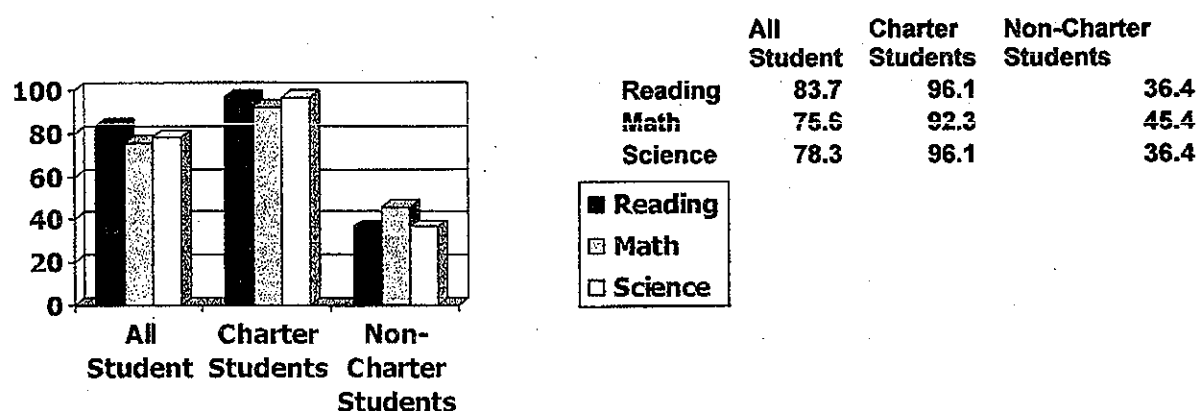 All Charter Non-Charter
Student Students Students
Reading 83.7 96.1 36.4
Math 75.6 92.3 45.4
Science 78.3 96.1 36.4
100
80
60
40
20
0
All Charter Non-
Student Students Charter
Students
Reading
Math
Science